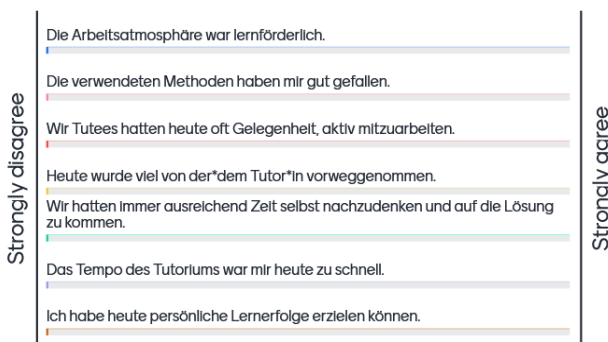 Strongly disagree
Die Arbeitsatmosphäre war lernförderlich.
Die verwendeten Methoden haben mir gut gefallen.
Wir Tutees hatten heute oft Gelegenheit, aktiv mitzuarbeiten.
Heute wurde viel von der*dem Tutor*in vorweggenommen.
Wir hatten immer ausreichend Zeit selbst nachzudenken und auf die Lösung
zu kommen.
Das Tempo des Tutoriums war mir heute zu schnell.
Ich habe heute persönliche Lernerfolge erzielen können.
Strongly agree